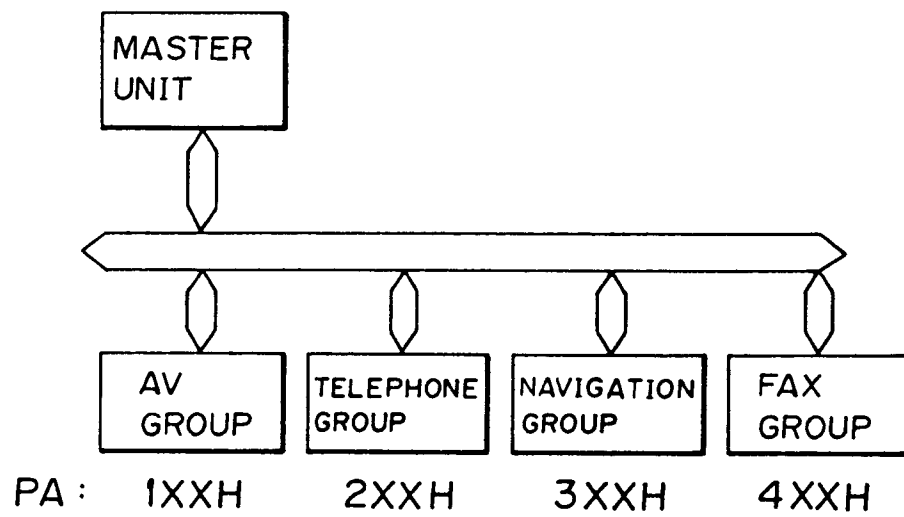 MASTER
UNIT
AV
GROUP
TELEPHONE
GROUP
NAVIGATION
GROUP
FAX
GROUP
PA : 1XXH 2XXH 3XXH 4XXH